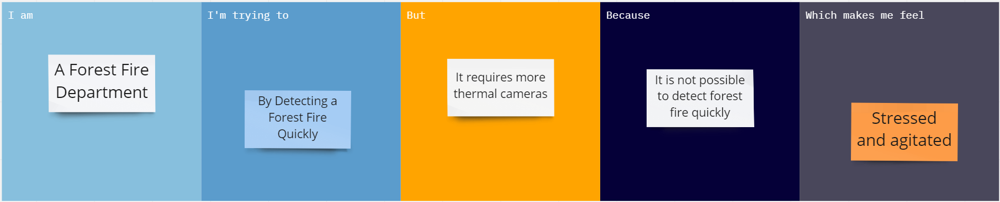 I am
A Forest Fire
Department
I'm trying to
By Detecting a
Forest Fire
Quickly
But
It requires more
thermal cameras
Because
It is not possible
to detect forest
fire quickly
Which makes me feel
Stressed
and agitated